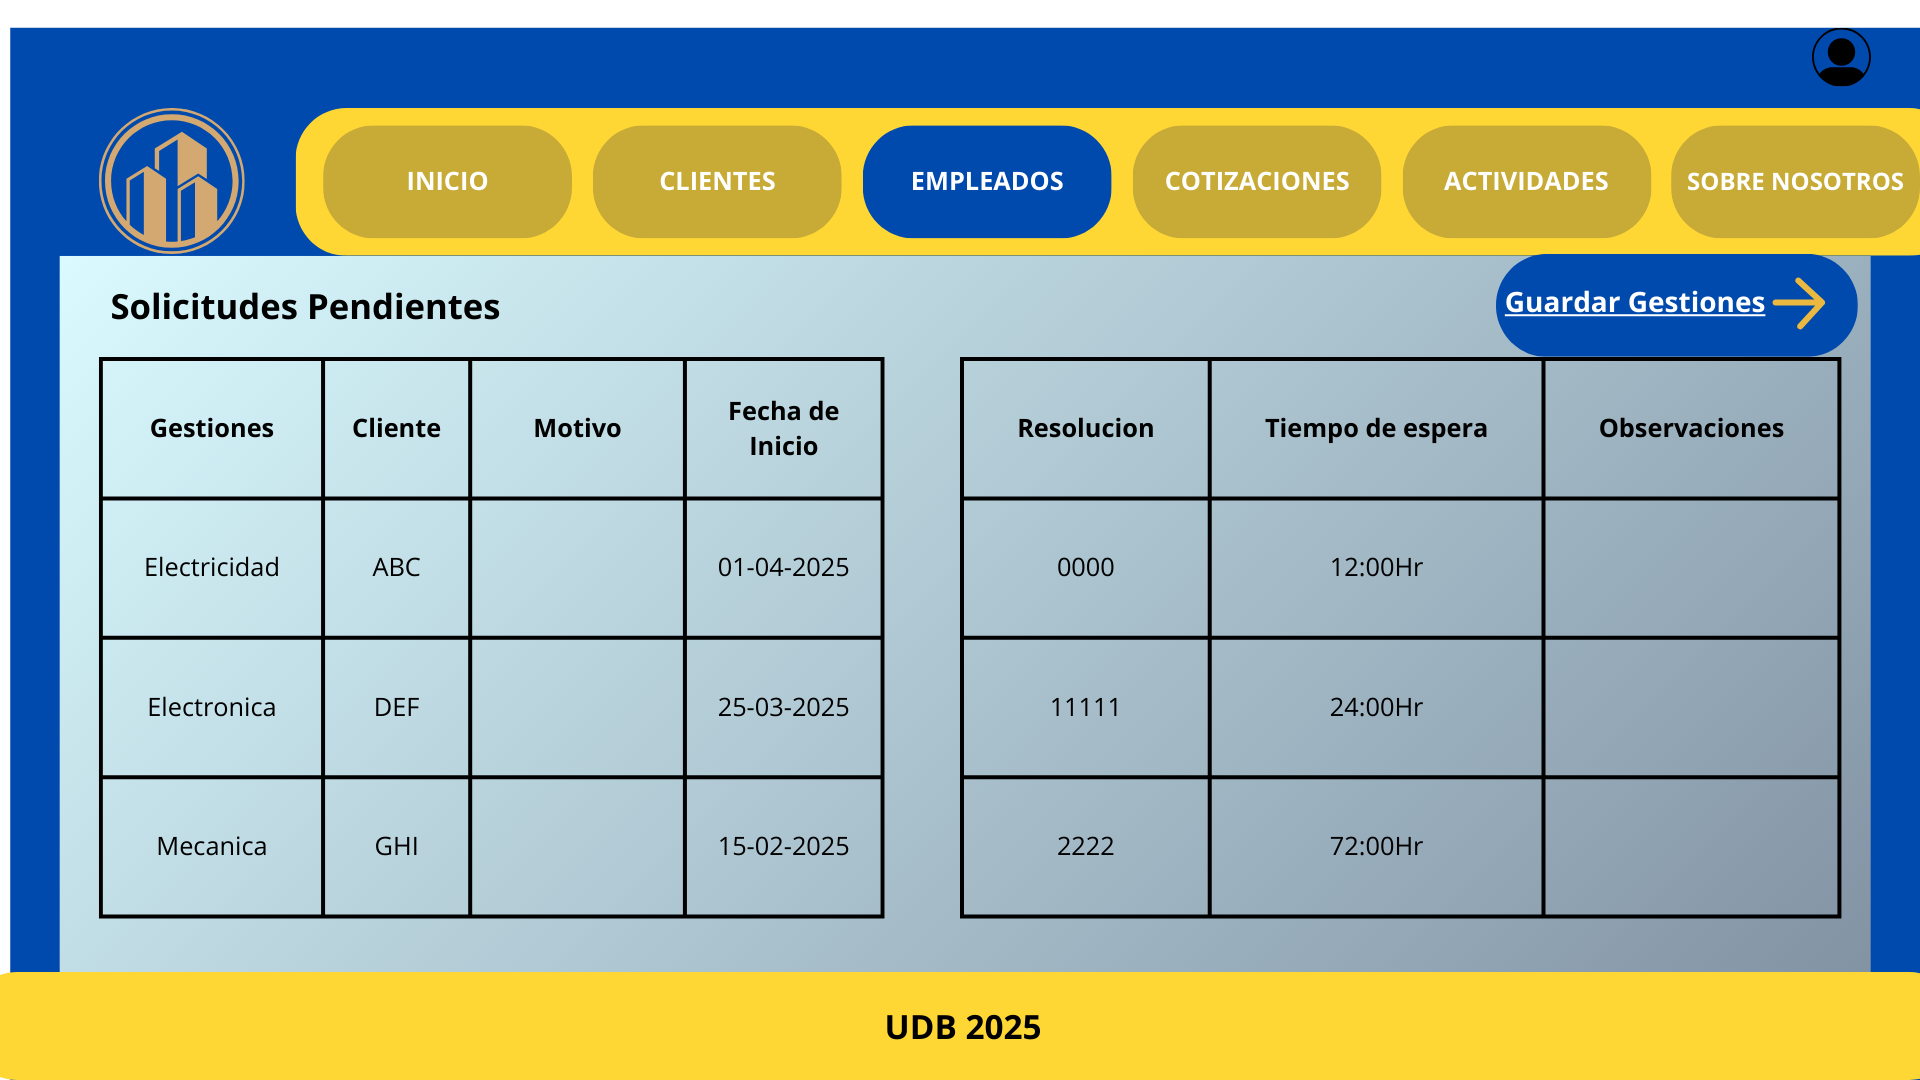 INICIO
CLIENTES
EMPLEADOS
COTIZACIONES
ACTIVIDADES
SOBRE NOSOTROS
Solicitudes Pendientes
Guardar Gestiones
Gestiones
Cliente
Motivo
Fecha de
Inicio
Electricidad
ABC
01-04-2025
Electronica
DEF
25-03-2025
Mecanica
GHI
15-02-2025
Resolucion
Tiempo de espera
Observaciones
0000
12:00Hr
11111
24:00Hr
2222
72:00Hr
UDB 2025